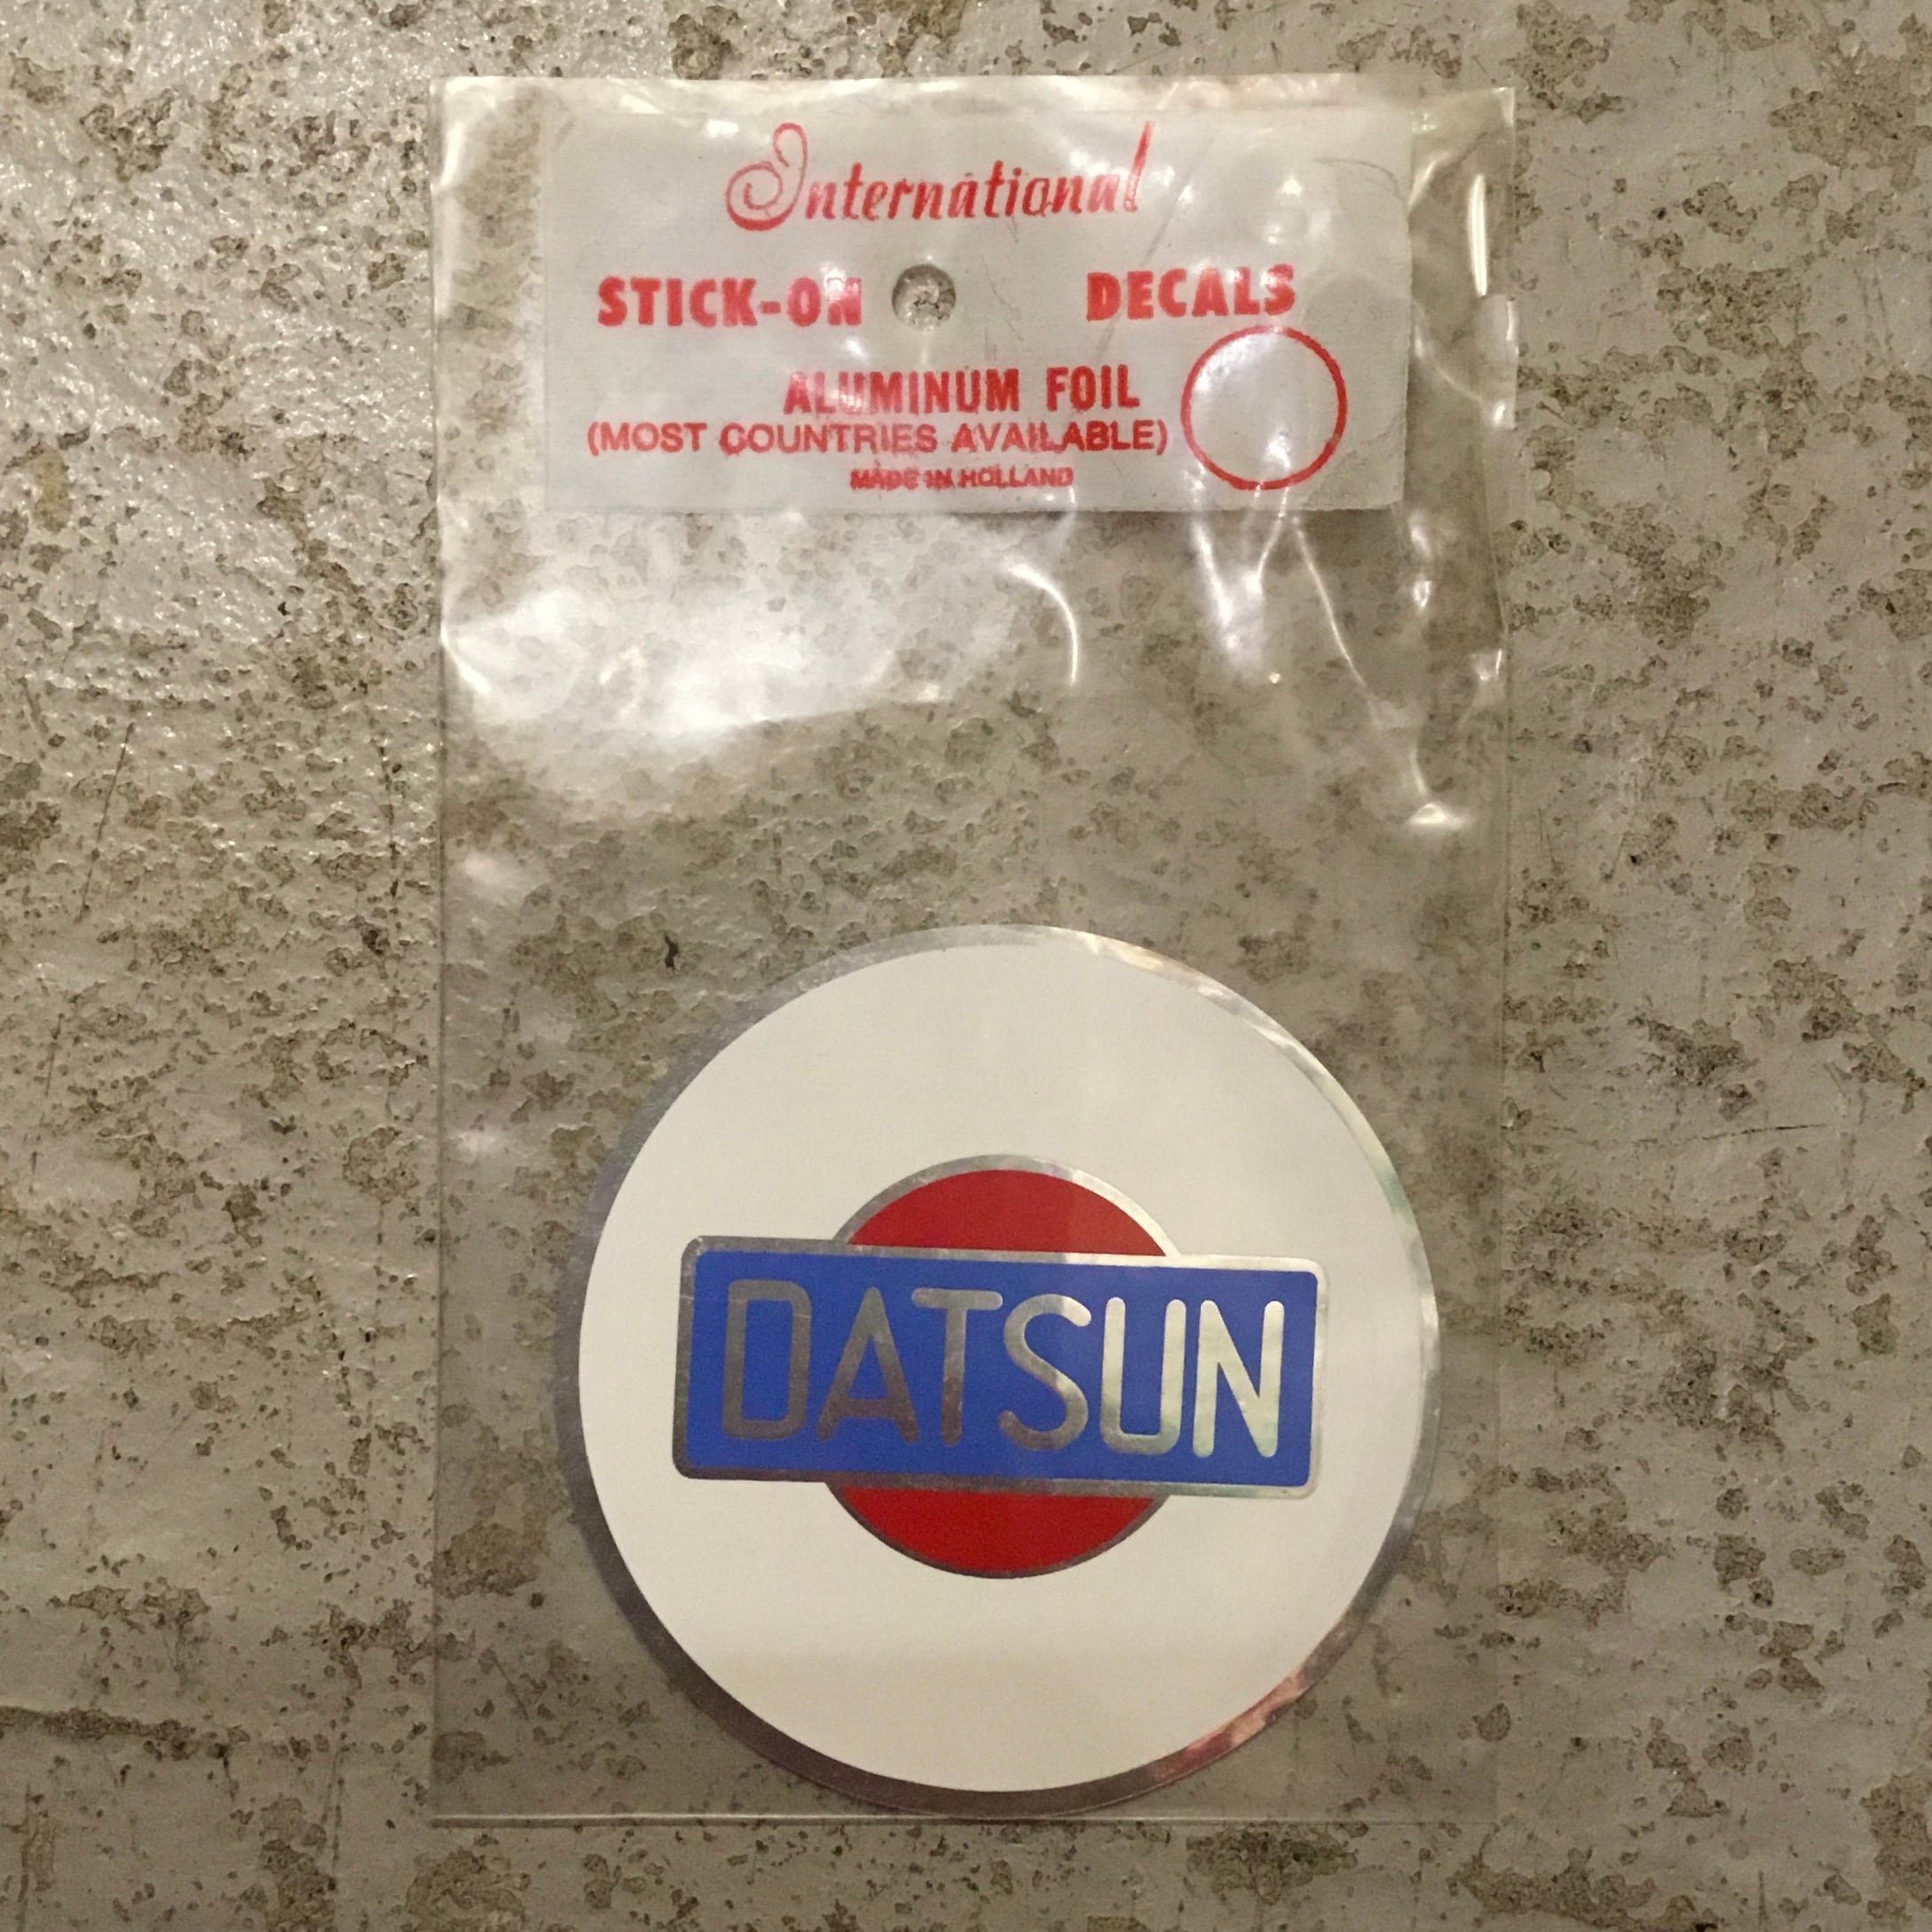 International
STICK-ON DECALS
ALUMINUM FOIL
(MOST COUNTRIES AVAILABLE)
MADE IN HOLLAND
DATSUN